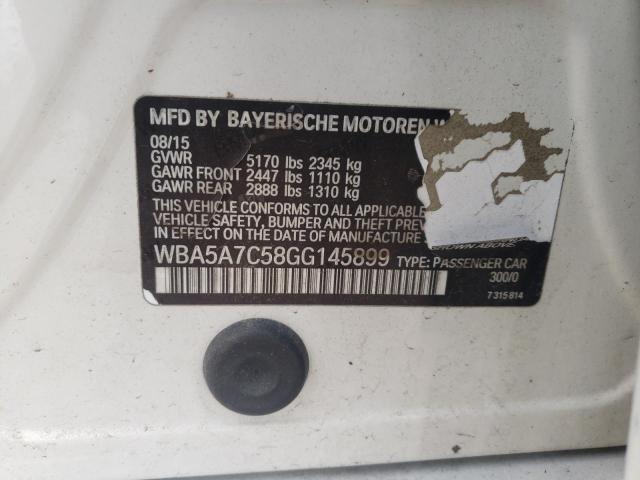 MFD BY BAYERISCHE MOTOREN
08/15
GVWR 5170 lbs 2345 kg
GAWR FRONT 2447 lbs 1110 kg
GAWR REAR 2888 lbs 1310 kg
THIS VEHICLE CONFORMS TO ALL APPLICABLE
VEHICLE SAFETY, BUMPER AND THEFT
IN EFFECT ON THE DATE OF MANUFACTURE SHOWN ABOVE.
WBA5A7C58GG145899 TYPE: PASSENGER CAR
300/0
7315814